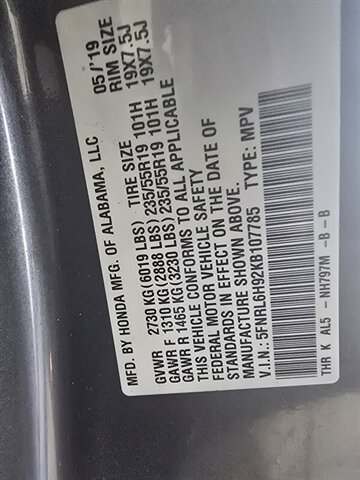 MFD. BY HONDA MFG. OF ALABAMA, LLC 05/'19
TIRE SIZE RIM SIZE
GVWR 2730 KG(6019 LBS)
GAWR F 1310 KG(2888 LBS) 235/55R19 101H 19X7.5J
GAWR R 1465 KG(3230 LBS) 235/55R19 101H 19X7.5J
THIS VEHICLE CONFORMS TO ALL APPLICABLE
FEDERAL MOTOR VEHICLE SAFETY
STANDARDS IN EFFECT ON THE DATE OF
MANUFACTURE SHOWN ABOVE.
V.I.N.: 5FNRL6H92KB107785 TYPE: MPV
THR K AL5 - NH797M -B - B